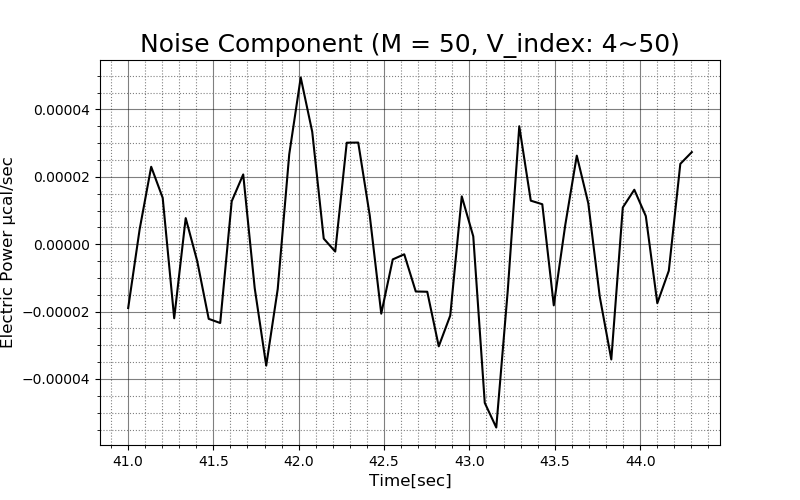 Noise Component (M = 50, V_index: 4~50)
Electric Power μcal/sec
0.00004
0.00002
0.00000
−0.00002
−0.00004
41.0 41.5 42.0 42.5 43.0 43.5 44.0
Time[sec]